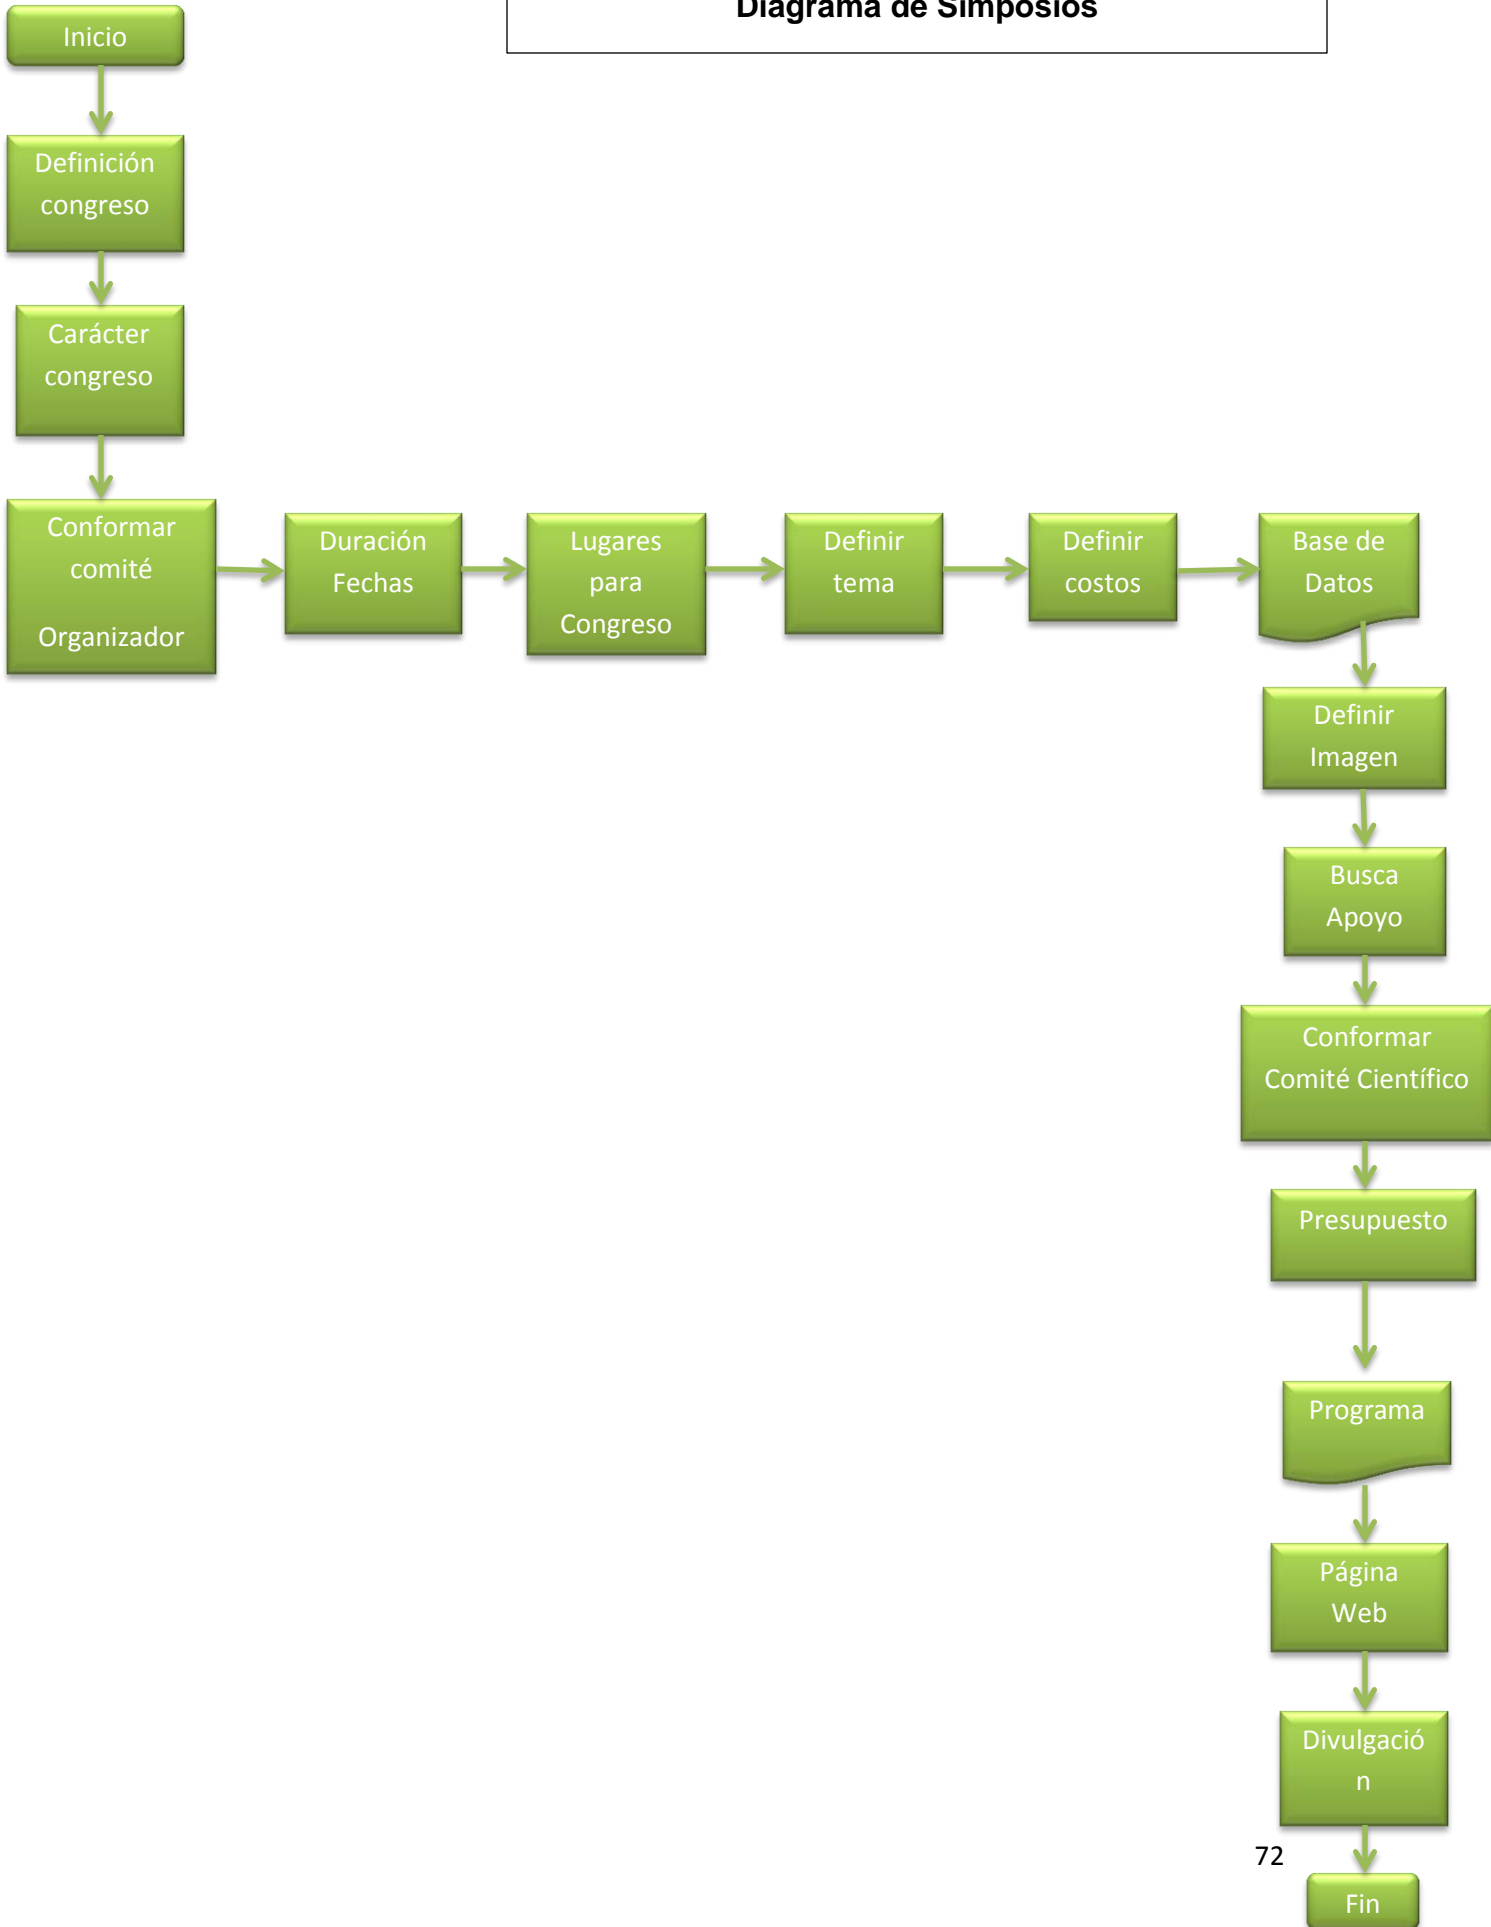 Diagrama de Simposios
Inicio
Definición
congreso
Carácter
congreso
Conformar
comité
Organizador
Duración
Fechas
Lugares
para
Congreso
Definir
tema
Definir
costos
Base de
Datos
Definir
Imagen
Busca
Apoyo
Conformar
Comité Científico
Presupuesto
Programa
Página
Web
Divulgació
n
72
Fin